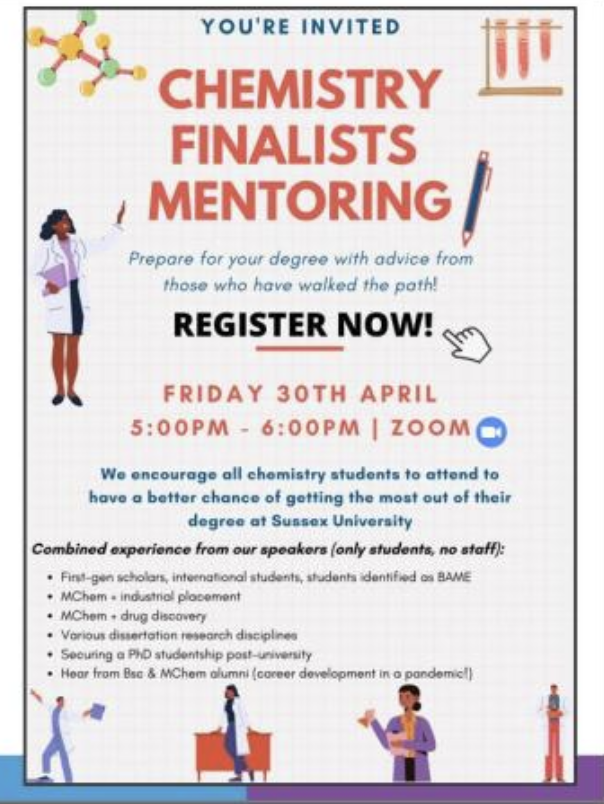 YOU'RE INVITED
CHEMISTRY
FINALISTS
MENTORING
Prepare for your degree with advice from
those who have walked the path!
REGISTER NOW!
FRIDAY 30TH APRIL
5:00PM - 6:00PM | ZOOM
We encourage all chemistry students to attend to
have a better chance of getting the most out of their
degree at Sussex University
Combined experience from our speakers (only students, no staff):
• First-gen scholars, international students, students identified as BAME
• MChem + industrial placement
• MChem + drug discovery
• Various dissertation research disciplines
• Securing a PhD studentship post-university
• Hear from Bsc & MChem alumni (career development in a pandemic!)